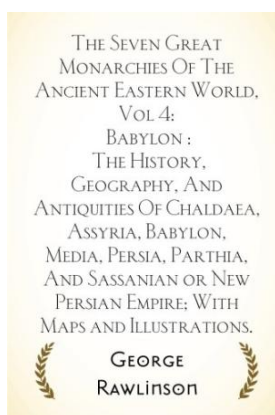 The Seven Great
Monarchies Of The
Ancient Eastern World,
Vol 4:
Babylon :
The History,
Geography, And
Antiquities Of Chaldaea,
Assyria, Babylon,
Media, Persia, Parthia,
And Sassanian or New
Persian Empire; With
Maps and Illustrations.
George
Rawlinson